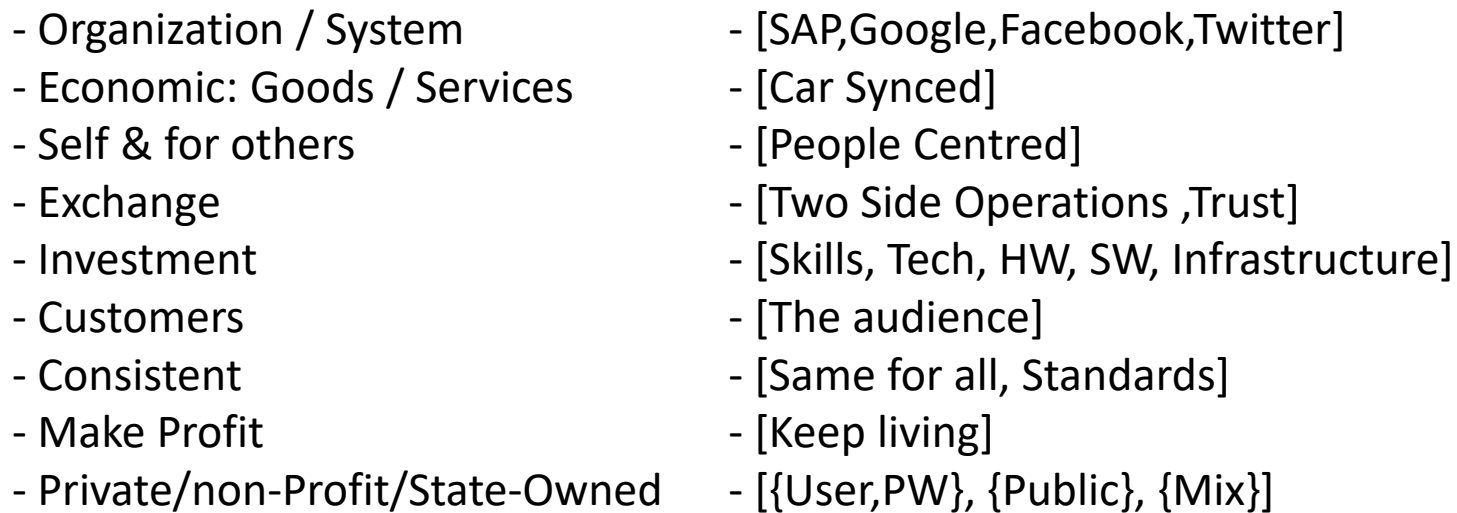 - Organization / System - [SAP,Google,Facebook,Twitter]
- Economic: Goods / Services - [Car Synced]
- Self & for others - [People Centred]
- Exchange - [Two Side Operations ,Trust]
- Investment - [Skills, Tech, HW, SW, Infrastructure]
- Customers - [The audience]
- Consistent - [Same for all, Standards]
- Make Profit - [Keep living]
- Private/non-Profit/State-Owned - [{User,PW}, {Public}, {Mix}]